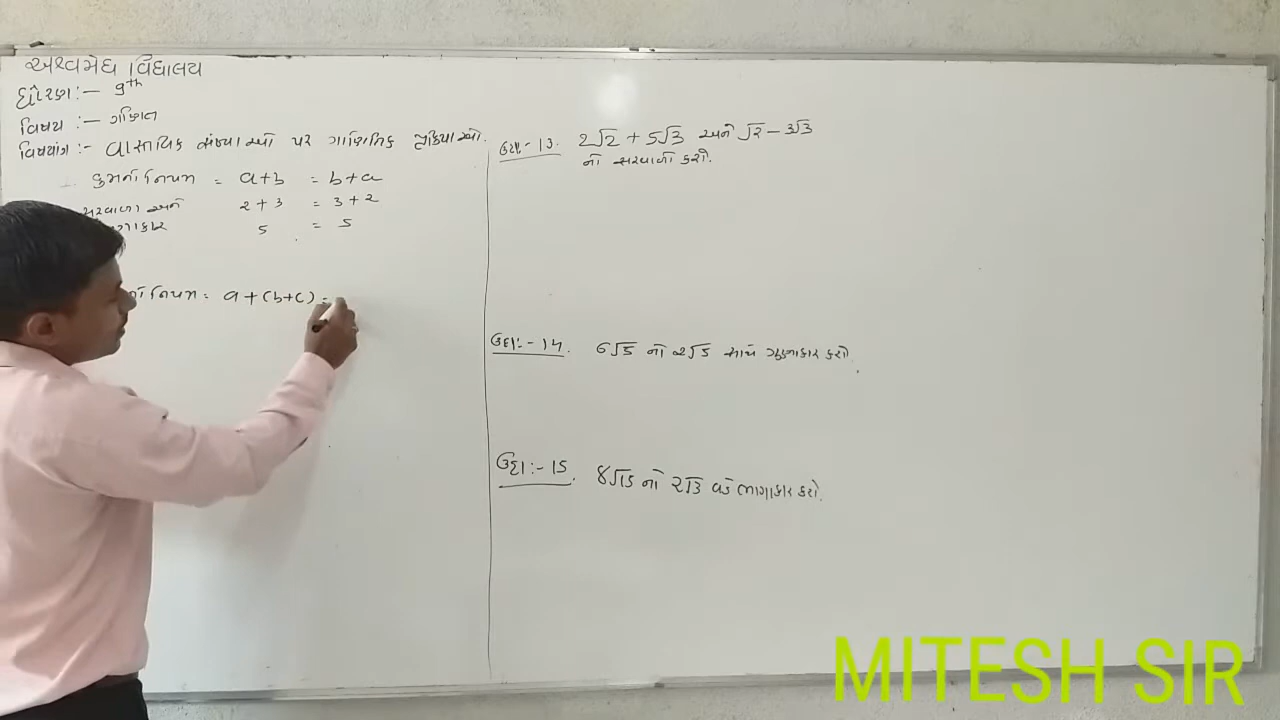 અશ્વમેઘ વિદ્યાલય
ધોરણ :- 9th
વિષય :- ગણિત
વિષયાંગ :- વાસ્તવિક સંખ્યાઓ પર ગાણિતિક પ્રક્રિયાઓ.
ક્રમનો નિયમ = a+b = b+a
સરવાળા અને 2 + 3 = 3 + 2
5 = 5
નો નિયમ = a + (b+c) =
ઉદા:- 13. 2√2 + 5√3 અને √2 - 3√3
નો સરવાળો કરો.
ઉદા:- 14. 6√5 નો 2√5 સાથે ગુણાકાર કરો.
ઉદા:- 15. 8√15 નો 2√3 વડે ભાગાકાર કરો.
MITESH SIR